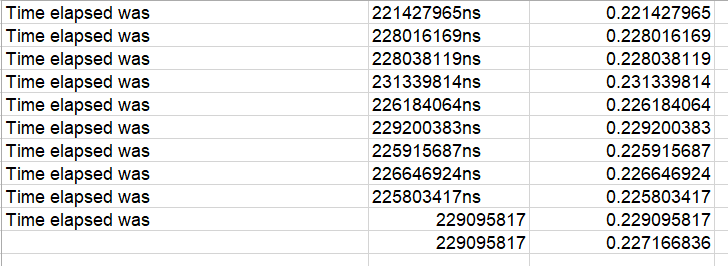 Time elapsed was 221427965ns 0.221427965
Time elapsed was 228016169ns 0.228016169
Time elapsed was 228038119ns 0.228038119
Time elapsed was 231339814ns 0.231339814
Time elapsed was 226184064ns 0.226184064
Time elapsed was 229200383ns 0.229200383
Time elapsed was 225915687ns 0.225915687
Time elapsed was 226646924ns 0.226646924
Time elapsed was 225803417ns 0.225803417
Time elapsed was 229095817 0.229095817
229095817 0.227166836